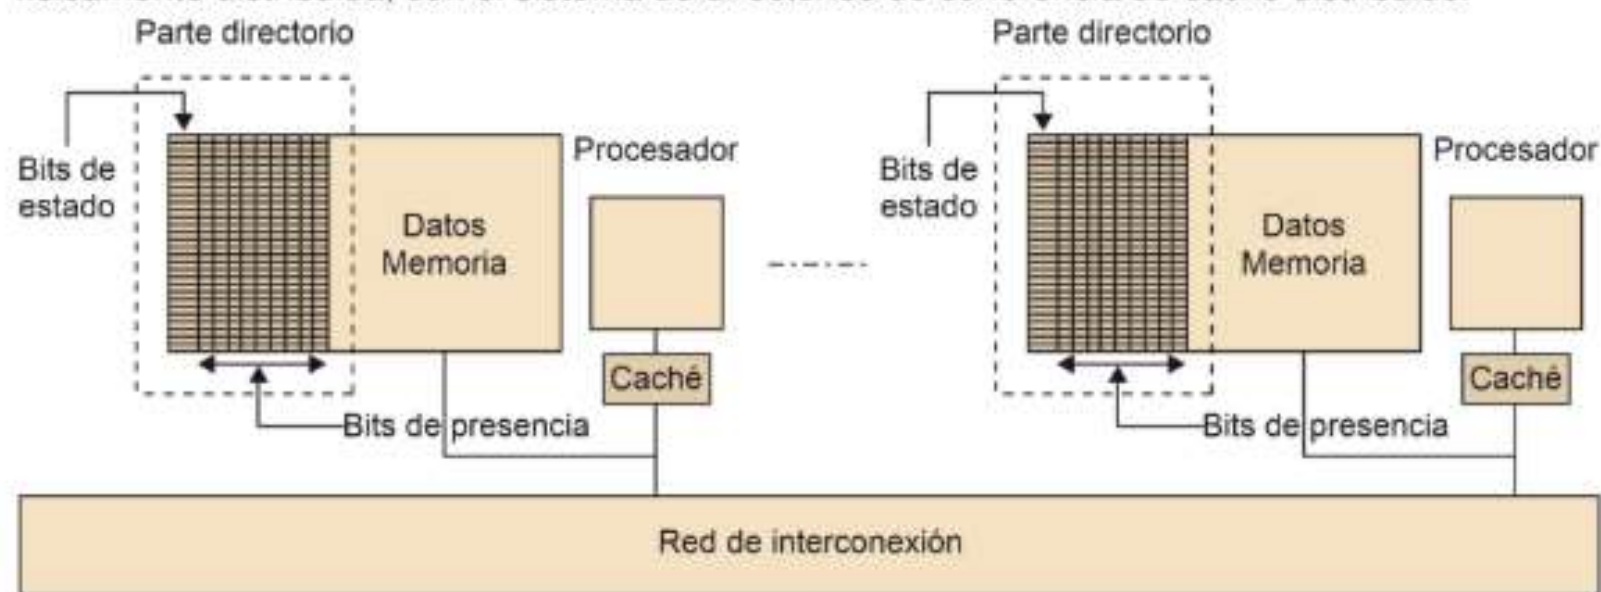 Parte directorio
Parte directorio
Bits de
estado
Datos
Memoria
Procesador
Caché
Bits de presencia
Bits de
estado
Datos
Memoria
Procesador
Caché
Bits de presencia
Red de interconexión